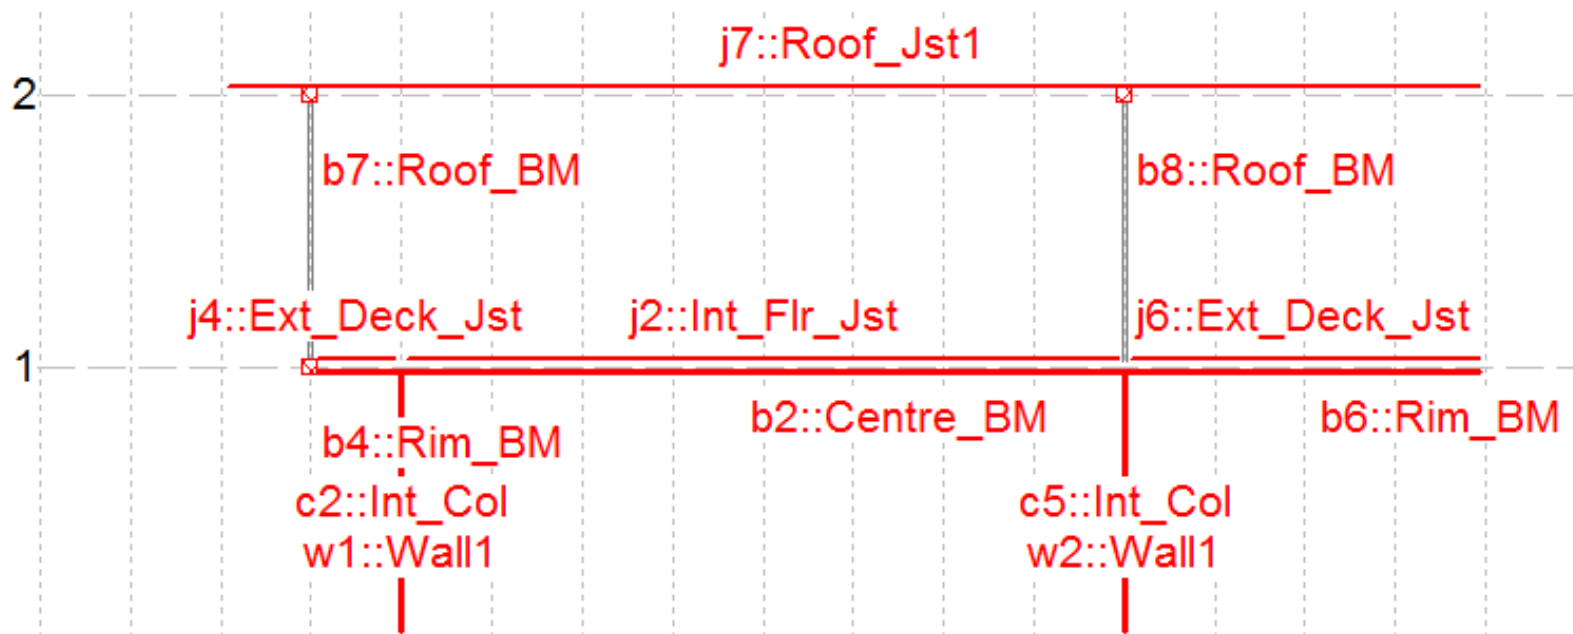 j7::Roof_Jst1
2
b7::Roof_BM
b8::Roof_BM
j4::Ext_Deck_Jst
j2::Int_Flr_Jst
j6::Ext_Deck_Jst
1
b4::Rim_BM
b2::Centre_BM
b6::Rim_BM
c2::Int_Col
c5::Int_Col
w1::Wall1
w2::Wall1